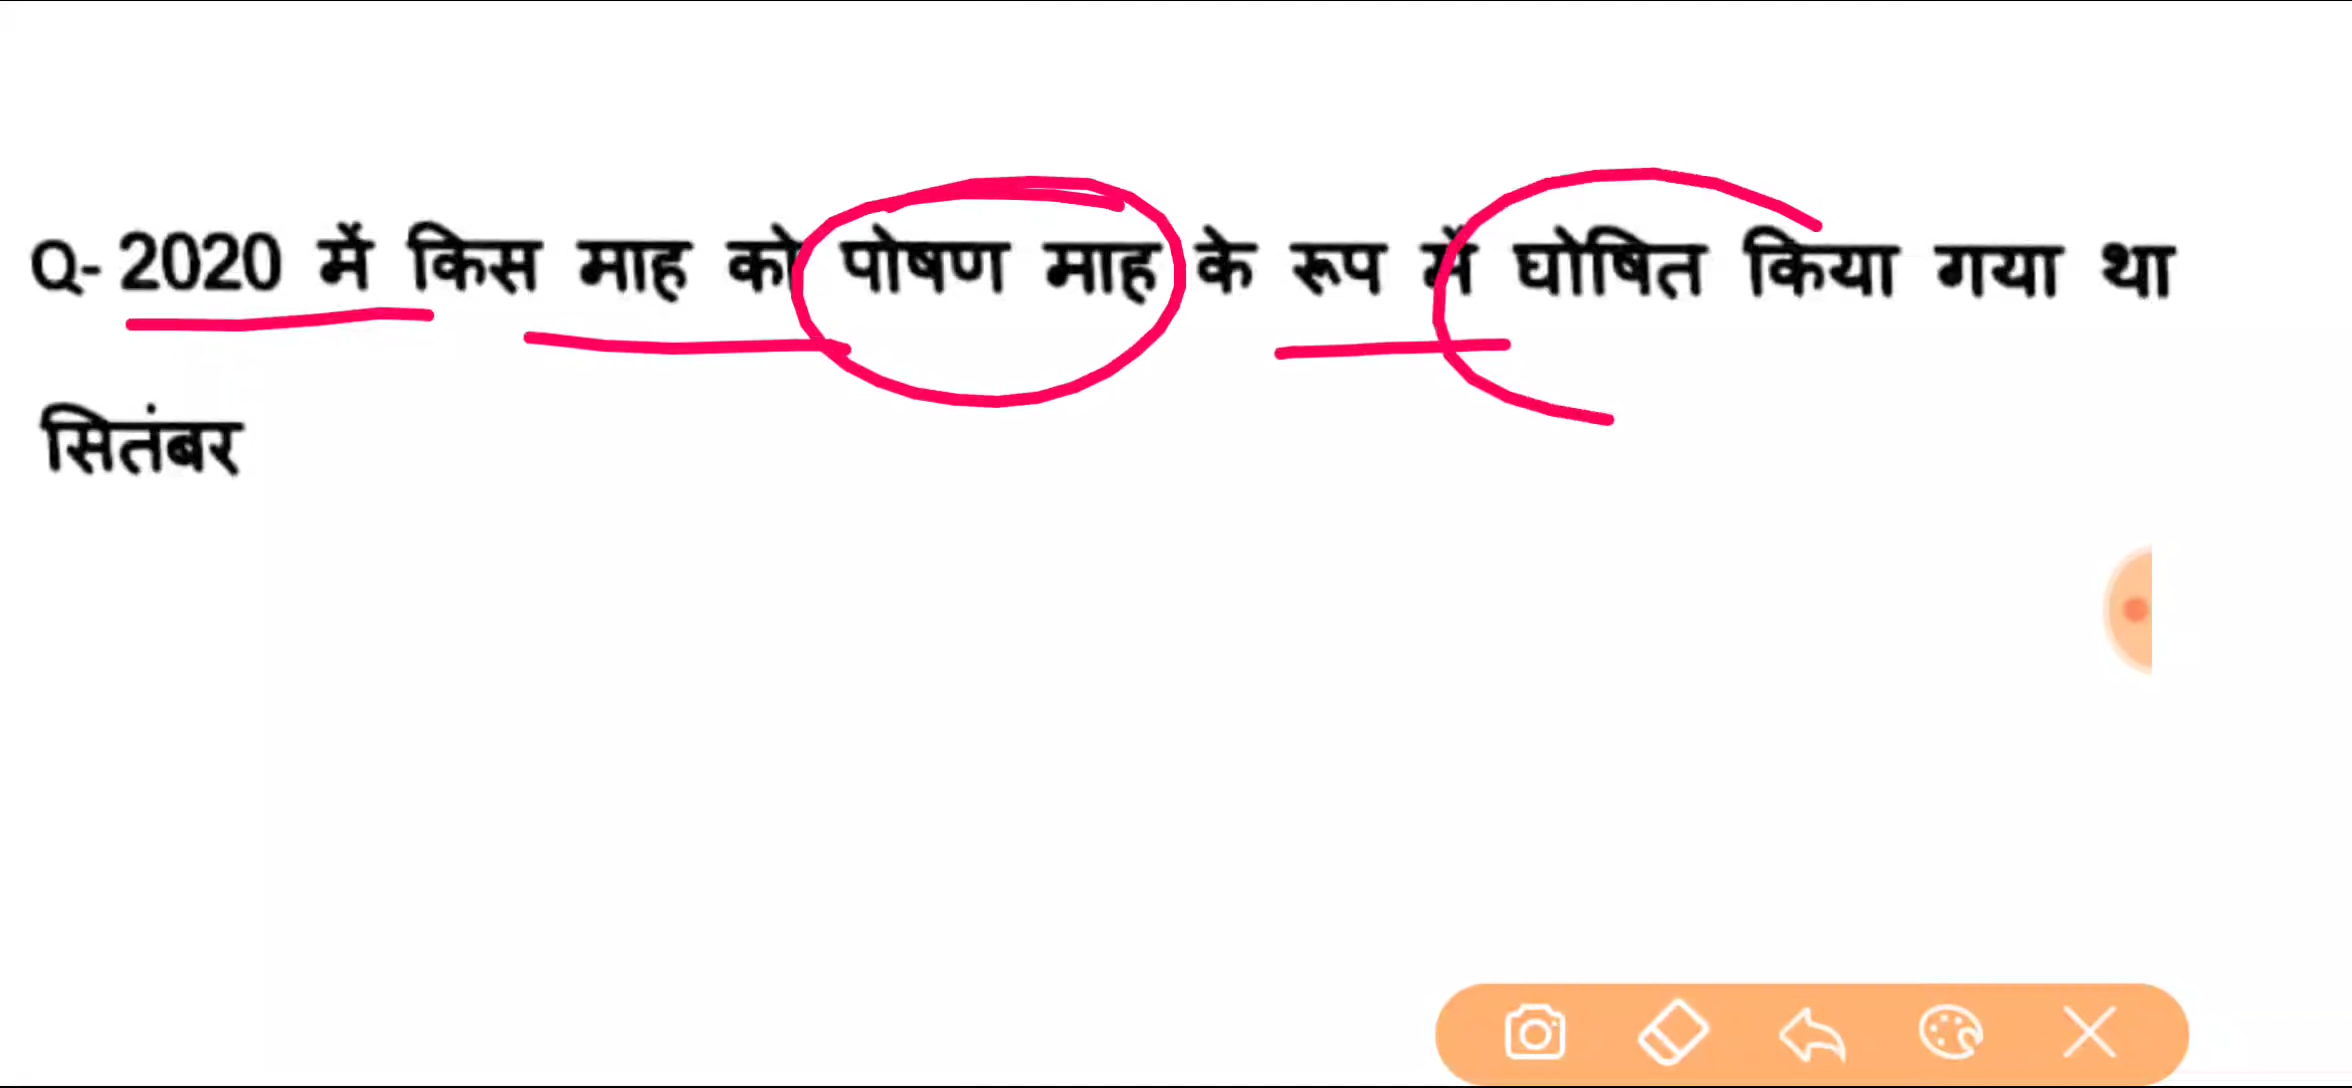 Q- 2020 में किस माह को पोषण माह के रूप में घोषित किया गया था
सितंबर